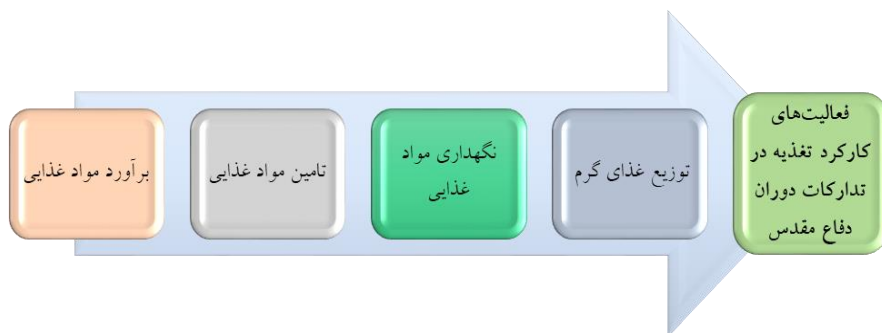 برآورد مواد غذایی
تامین مواد غذایی
نگهداری مواد
غذایی
توزیع غذای گرم
فعالیت‌های
کارکرد تغذیه در
تدارکات دوران
دفاع مقدس